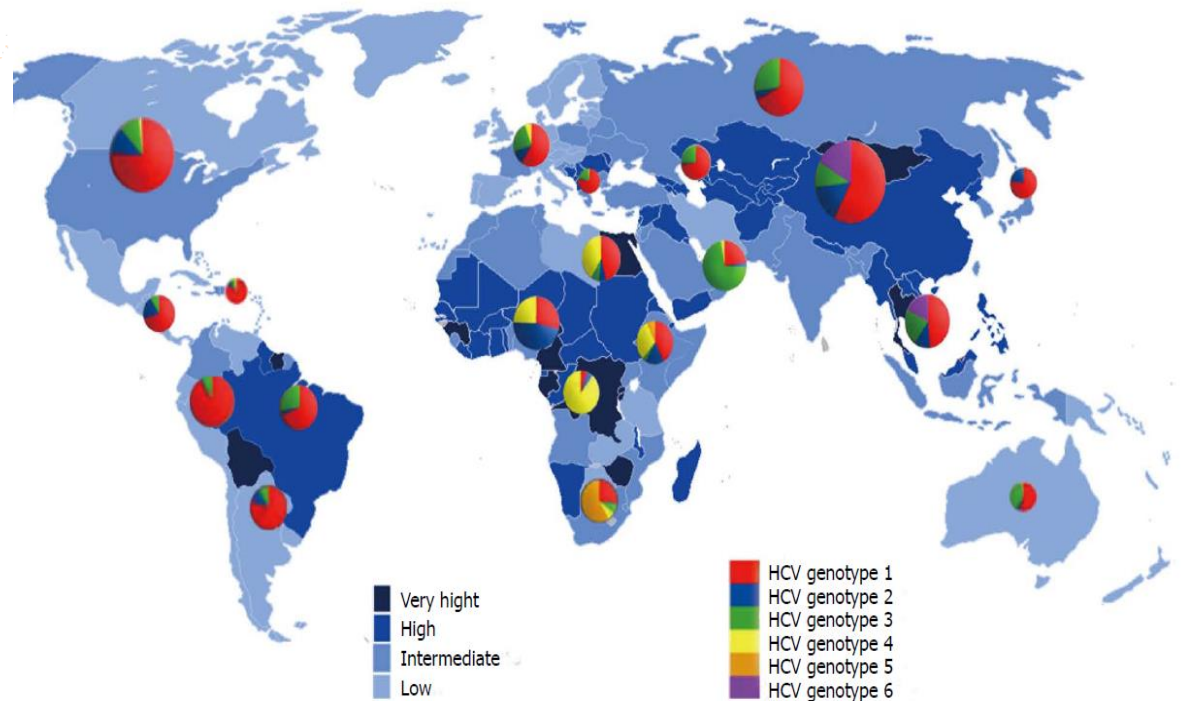 Very hight
High
Intermediate
Low
HCV genotype 1
HCV genotype 2
HCV genotype 3
HCV genotype 4
HCV genotype 5
HCV genotype 6